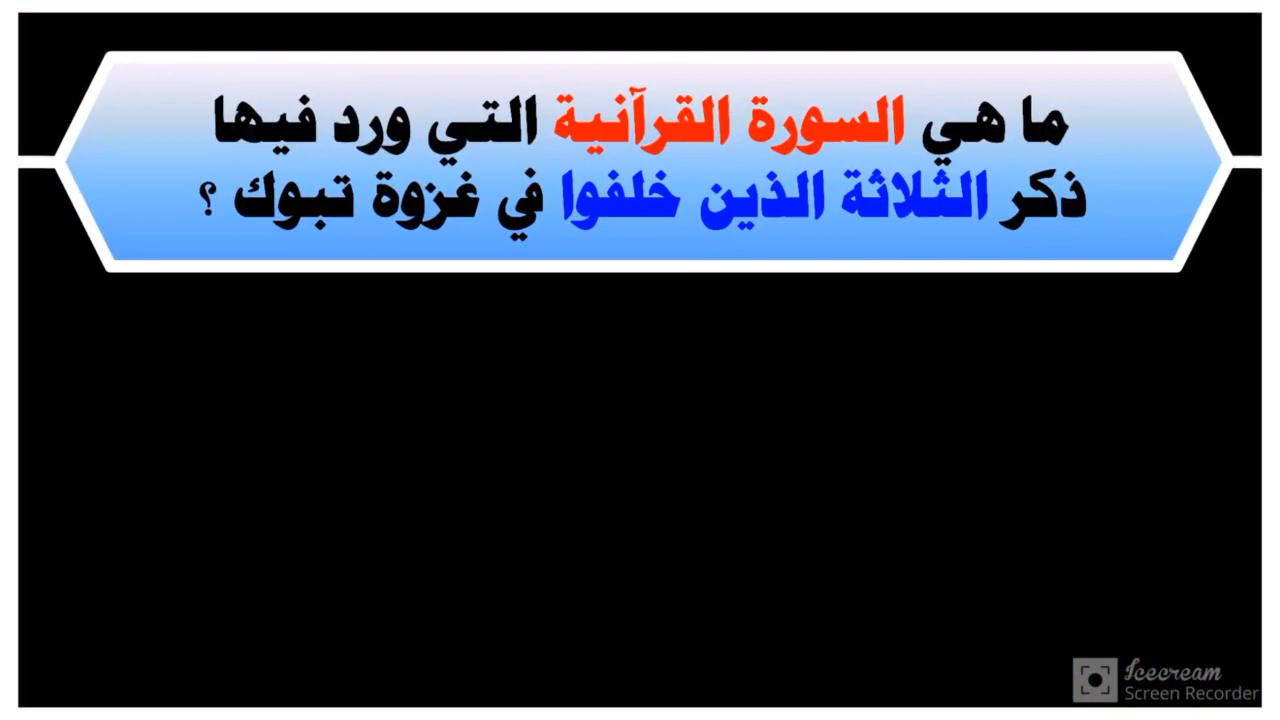 ما هي السورة القرآنية التي ورد فيها
ذكر الثلاثة الذين خلفوا في غزوة تبوك ؟
Icecream
Screen Recorder